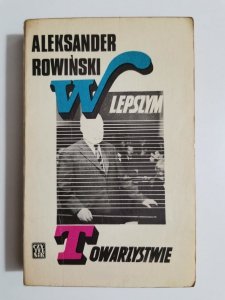 ALEKSANDER
ROWIŃSKI
W LEPSZYM
TOWARZYSTWIE